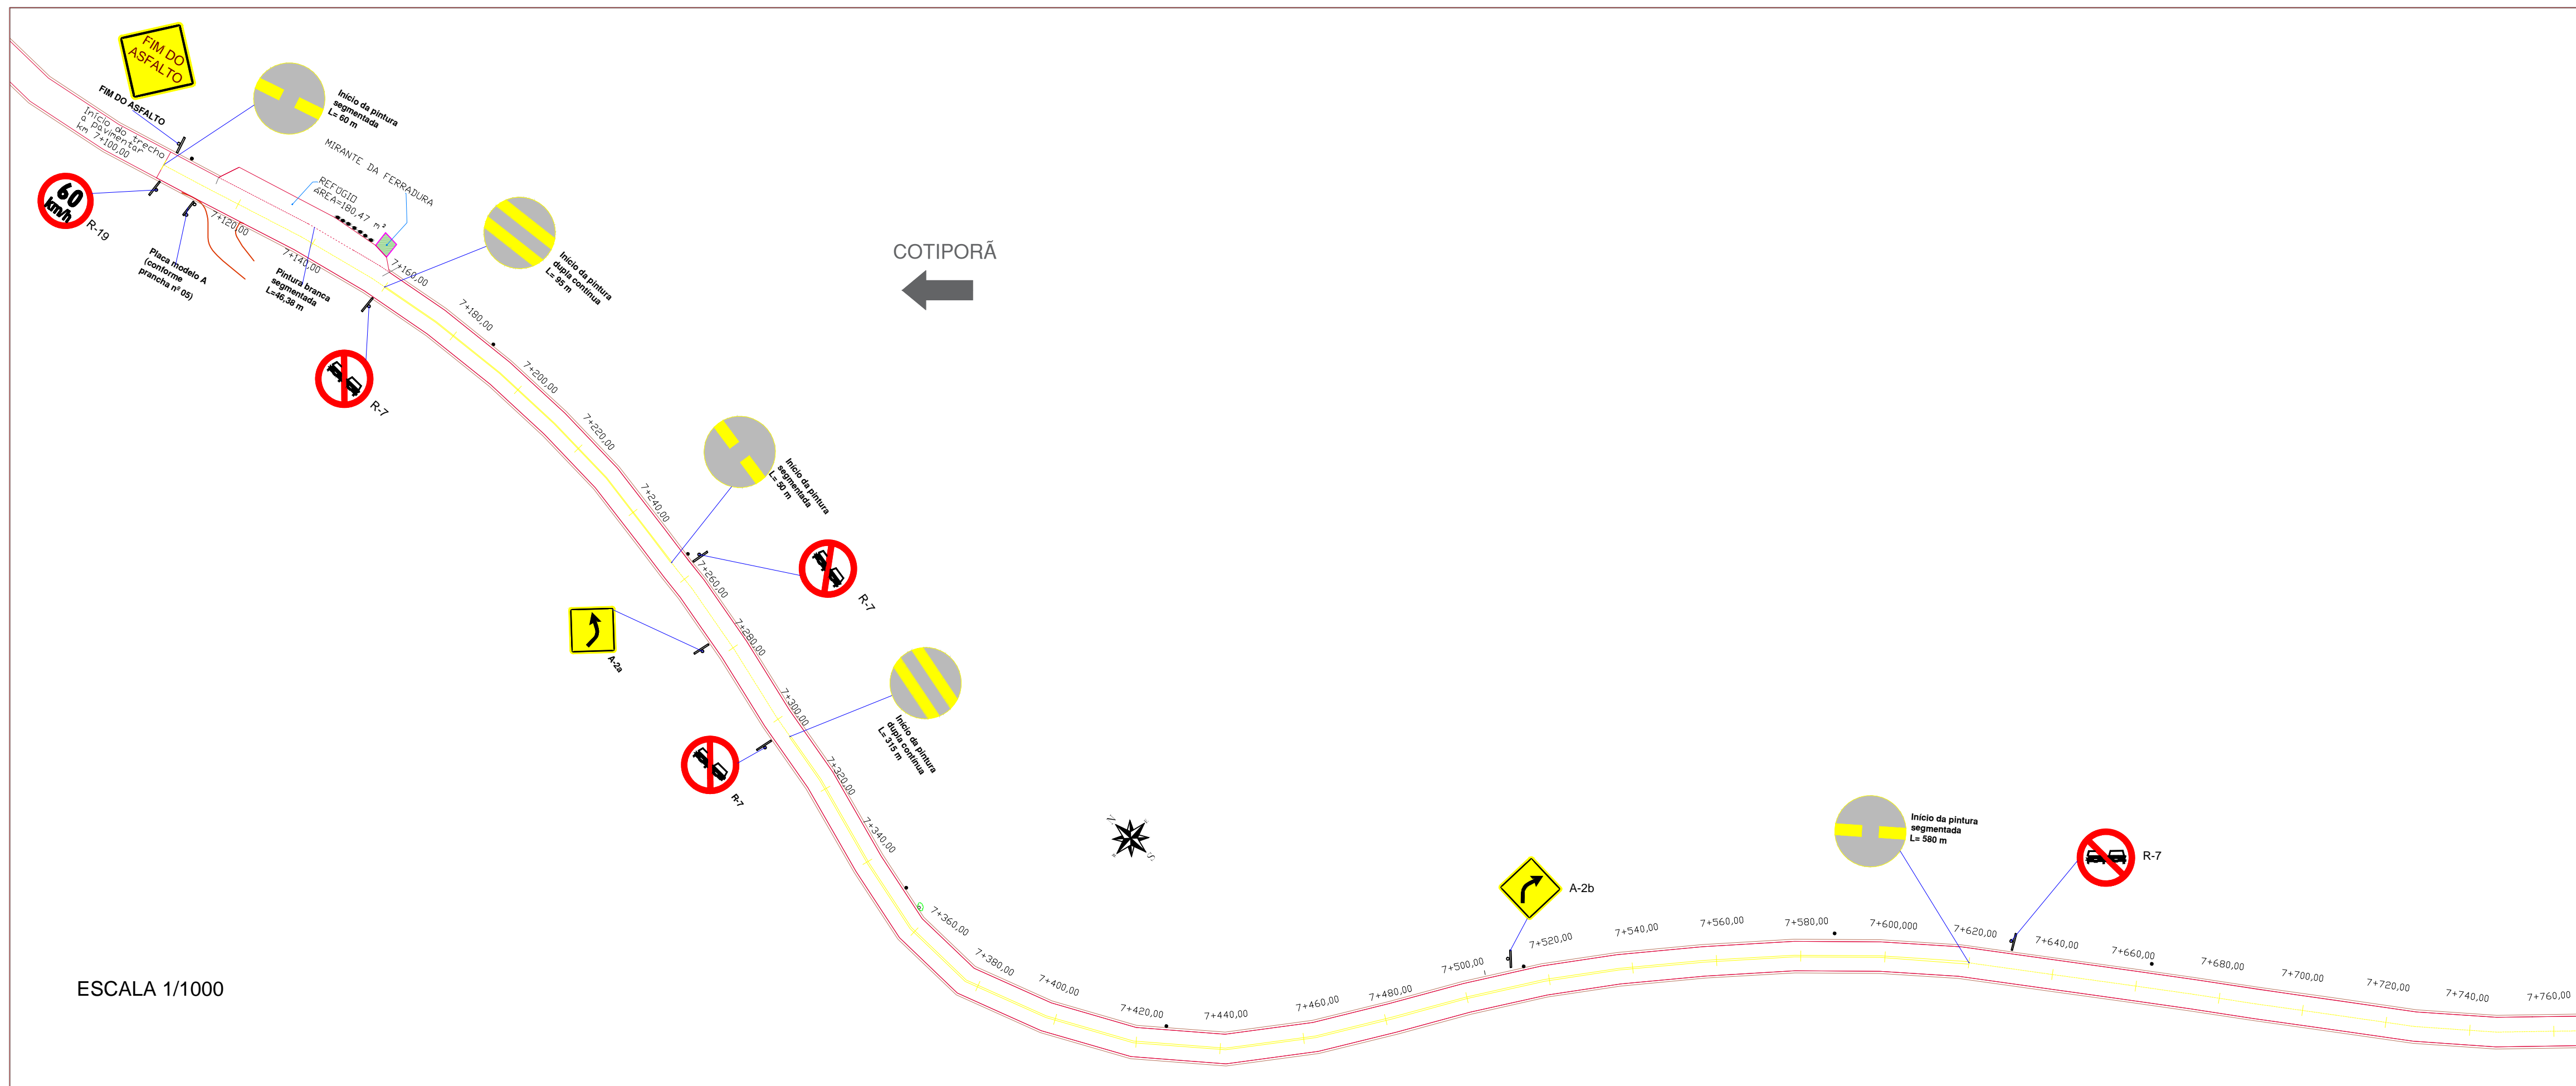 FIM DO
ASFALTO
FIM DO ASFALTO
Início da pintura
segmentada
L= 60 m
Início do trecho
a pavimentar
km 7+100,00
MIRANTE DA FERRADURA
REFÚGIO
ÁREA=180,47 m²
60
km/h
R-19
7+120,00
Placa modelo A
(conforme
prancha nº 05)
7+140,00
Pintura branca
segmentada
L=46,38 m
7+160,00
Início da pintura
dupla contínua
L= 95 m
COTIPORÃ
7+180,00
R-7
7+200,00
7+220,00
7+240,00
Início da pintura
segmentada
L= 50 m
7+260,00
R-7
7+280,00
A-2a
7+300,00
Início da pintura
dupla contínua
L= 315 m
R-7
7+320,00
7+340,00
7+360,00
7+380,00
7+400,00
7+420,00
7+440,00
7+460,00
7+480,00
7+500,00
7+520,00
7+540,00
7+560,00
7+580,00
7+600,000
7+620,00
7+640,00
7+660,00
7+680,00
7+700,00
7+720,00
7+740,00
7+760,00
N
S
A-2b
Início da pintura
segmentada
L= 580 m
R-7
ESCALA 1/1000